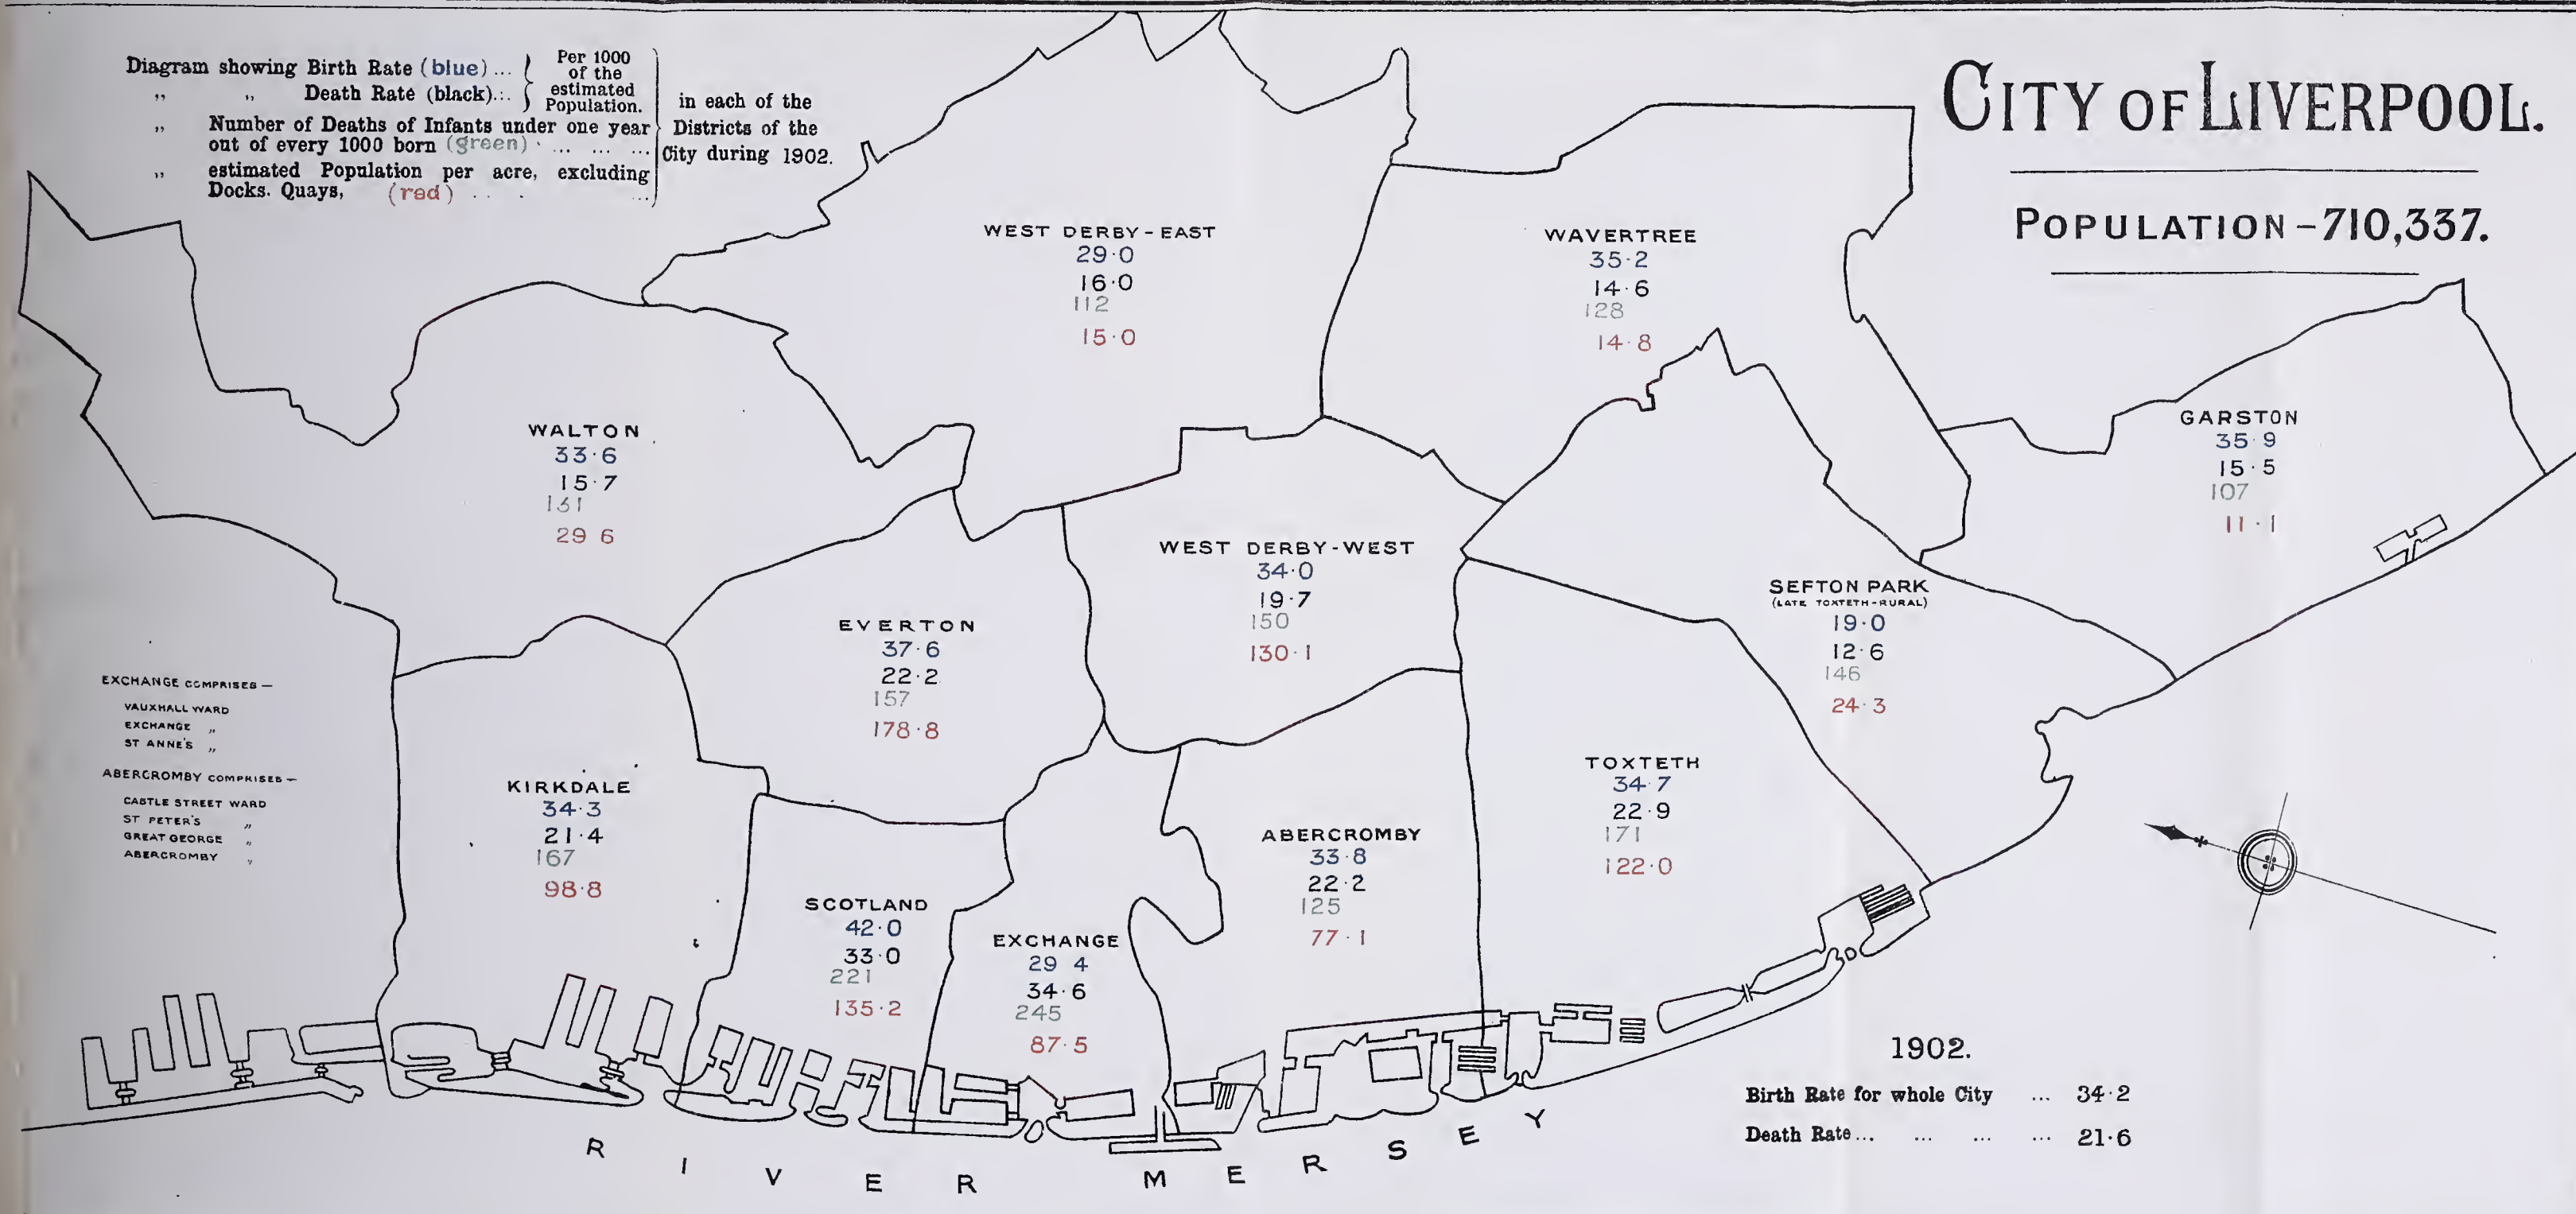 Diagram showing Birth Rate (blue) ...
„ „ Death Rate (black) ...
Per 1000
of the
estimated
Population.
„ Number of Deaths of Infants under one year
out of every 1000 born (green) · ... ... ...
„ estimated Population per acre, excluding
Docks. Quays, (red) . . . ...
in each of the
Districts of the
City during 1902.
CITY OF LIVERPOOL.
POPULATION – 710,337.
WEST DERBY - EAST
29·0
16·0
112
15·0
WAVERTREE
35·2
14·6
128
14·8
GARSTON
35·9
15·5
107
11·1
WALTON
33·6
15·7
131
29 6
WEST DERBY - WEST
34·0
19·7
150
130·1
SEFTON PARK
(LATE TOXTETH - RURAL)
19·0
12·6
146
24·3
EVERTON
37·6
22·2
157
178·8
EXCHANGE COMPRISES —
VAUXHALL WARD
EXCHANGE „
ST ANNE'S „
ABERCROMBY COMPRISES —
CASTLE STREET WARD
ST PETER'S „
GREAT GEORGE „
ABERCROMBY „
KIRKDALE
34·3
21·4
167
98·8
TOXTETH
34·7
22·9
171
122·0
ABERCROMBY
33·8
22·2
125
77·1
SCOTLAND
42·0
33·0
221
135·2
EXCHANGE
29 4
34·6
245
87·5
RIVER MERSEY
1902.
Birth Rate for whole City ... 34·2
Death Rate ... ... ... ... 21·6